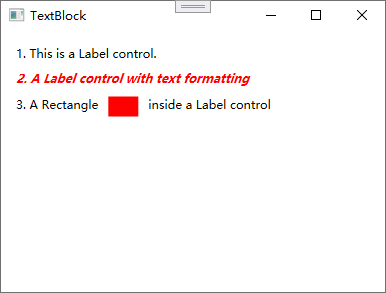 TextBlock
1. This is a Label control.
2. A Label control with text formatting
3. A Rectangle inside a Label control